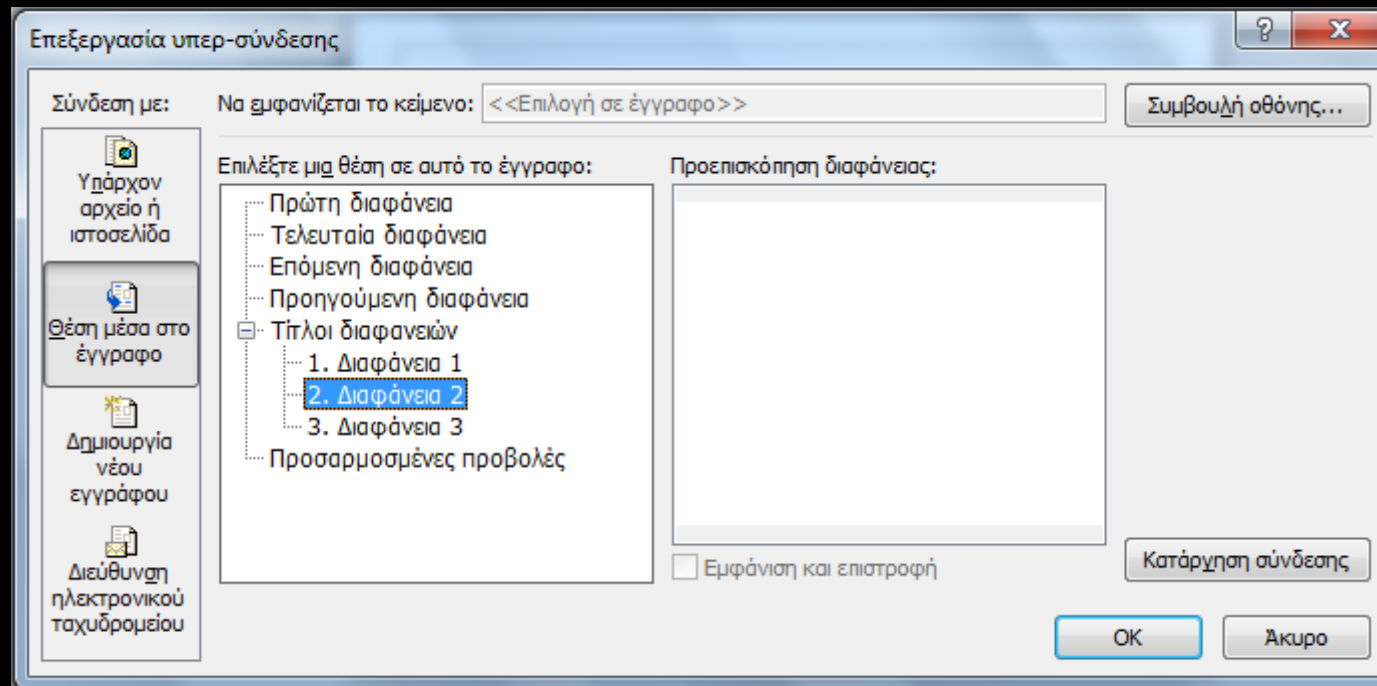 Επεξεργασία υπερ-σύνδεσης
Σύνδεση με:
Να εμφανίζεται το κείμενο:
<<Επιλογή σε έγγραφο>>
Συμβουλή οθόνης...
Υπάρχον
αρχείο ή
ιστοσελίδα
Θέση μέσα στο
έγγραφο
Δημιουργία
νέου
εγγράφου
Διεύθυνση
ηλεκτρονικού
ταχυδρομείου
Επιλέξτε μια θέση σε αυτό το έγγραφο:
Πρώτη διαφάνεια
Τελευταία διαφάνεια
Επόμενη διαφάνεια
Προηγούμενη διαφάνεια
Τίτλοι διαφανειών
1. Διαφάνεια 1
2. Διαφάνεια 2
3. Διαφάνεια 3
Προσαρμοσμένες προβολές
Προεπισκόπηση διαφάνειας:
Εμφάνιση και επιστροφή
Κατάρχηση σύνδεσης
OK
Άκυρο